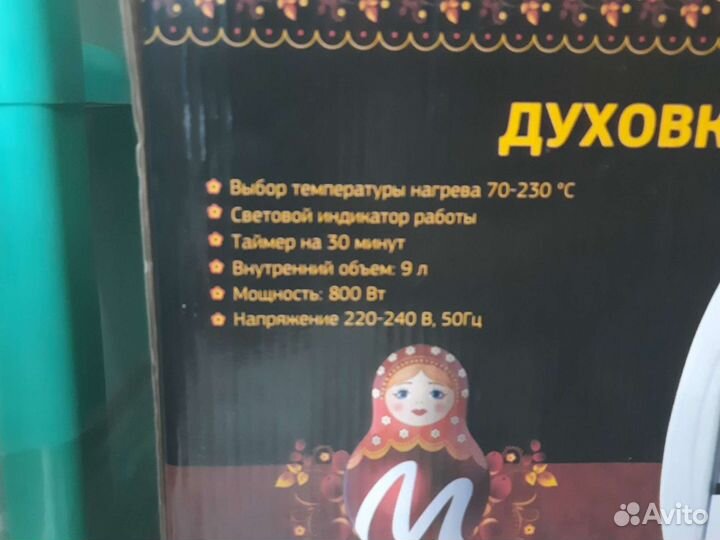 ДУХОВК
Выбор температуры нагрева 70-230 °C
Световой индикатор работы
Таймер на 30 минут
Внутренний объем: 9 л
Мощность: 800 Вт
Напряжение 220-240 В, 50Гц
М
Avito